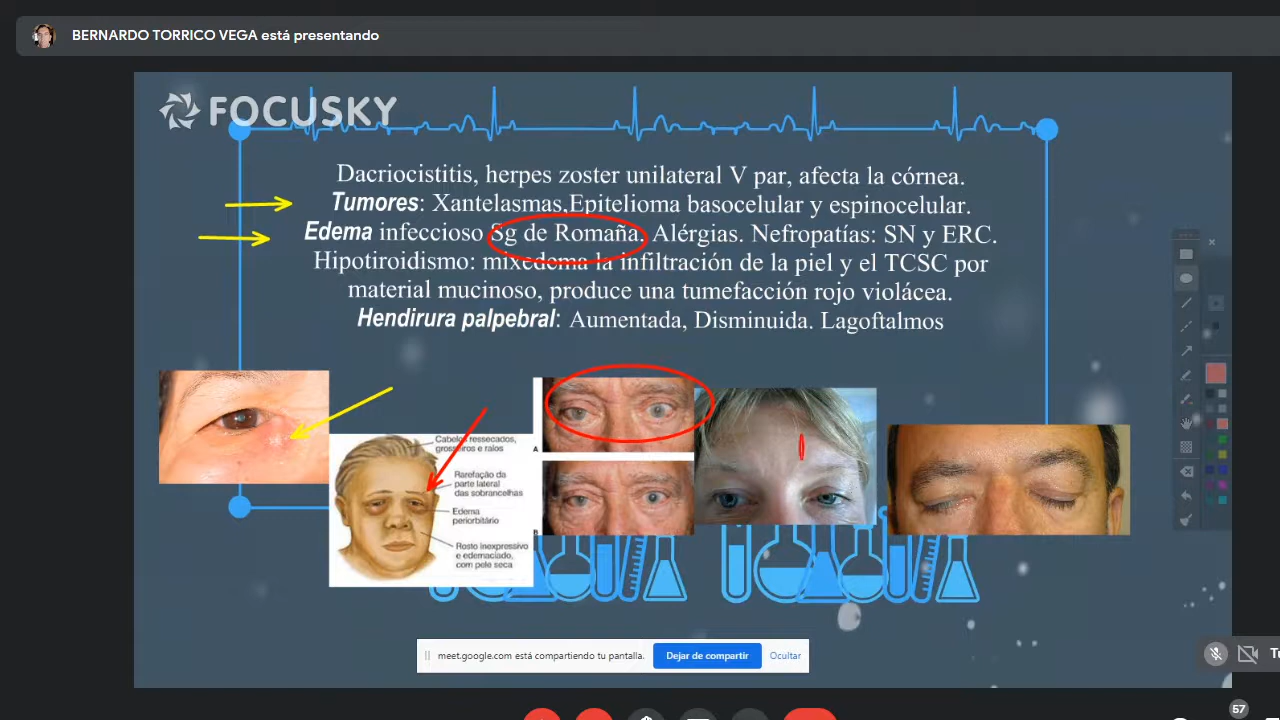 BERNARDO TORRICO VEGA está presentando
FOCUSKY
Dacriocistitis, herpes zoster unilateral V par, afecta la córnea.
Tumores: Xantelasmas,Epitelioma basocelular y espinocelular.
Edema infeccioso Sg de Romaña. Alérgias. Nefropatías: SN y ERC.
Hipotiroidismo: mixedema la infiltración de la piel y el TCSC por
material mucinoso, produce una tumefacción rojo violácea.
Hendirura palpebral: Aumentada, Disminuida. Lagoftalmos
Cabelos ressecados,
grosseiros e ralos
Rarefação da
parte lateral
das sobrancelhas
Edema
periorbitário
Rosto inexpressivo
e edemaciado,
com pele seca
A
B
meet.google.com está compartiendo tu pantalla.
Dejar de compartir
Ocultar
Tu
57